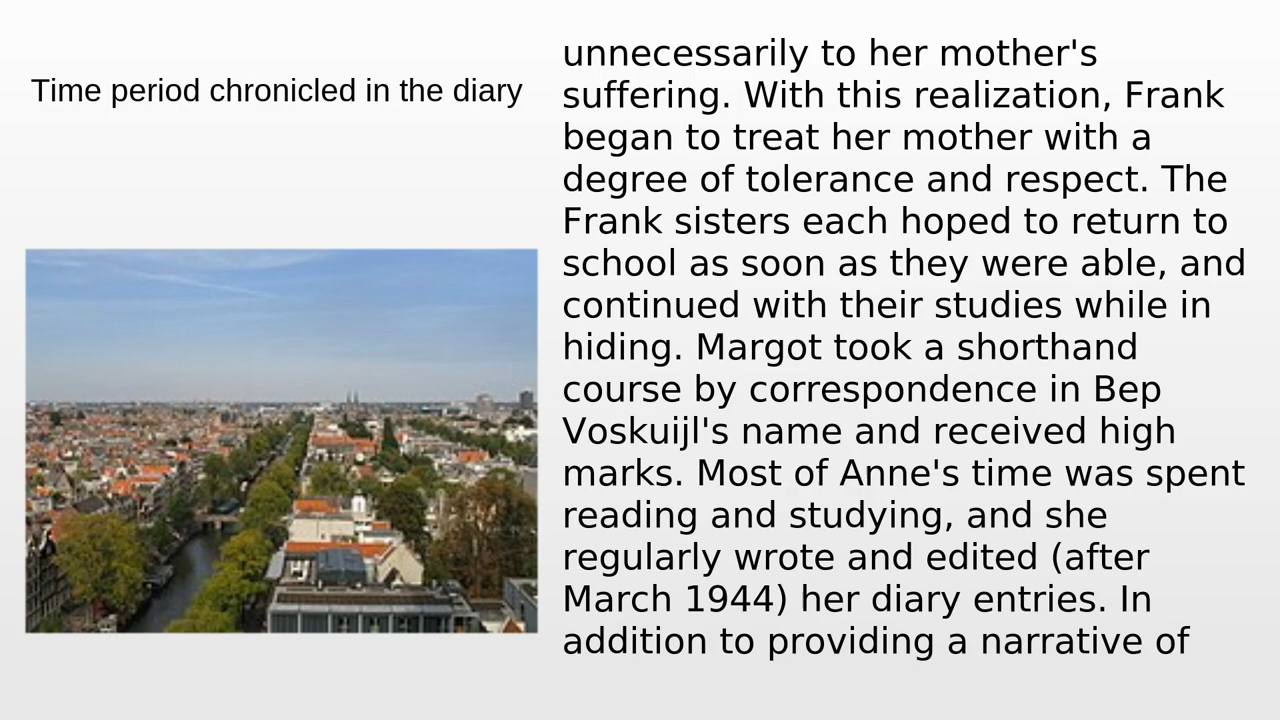 Time period chronicled in the diary
unnecessarily to her mother's
suffering. With this realization, Frank
began to treat her mother with a
degree of tolerance and respect. The
Frank sisters each hoped to return to
school as soon as they were able, and
continued with their studies while in
hiding. Margot took a shorthand
course by correspondence in Bep
Voskuijl's name and received high
marks. Most of Anne's time was spent
reading and studying, and she
regularly wrote and edited (after
March 1944) her diary entries. In
addition to providing a narrative of